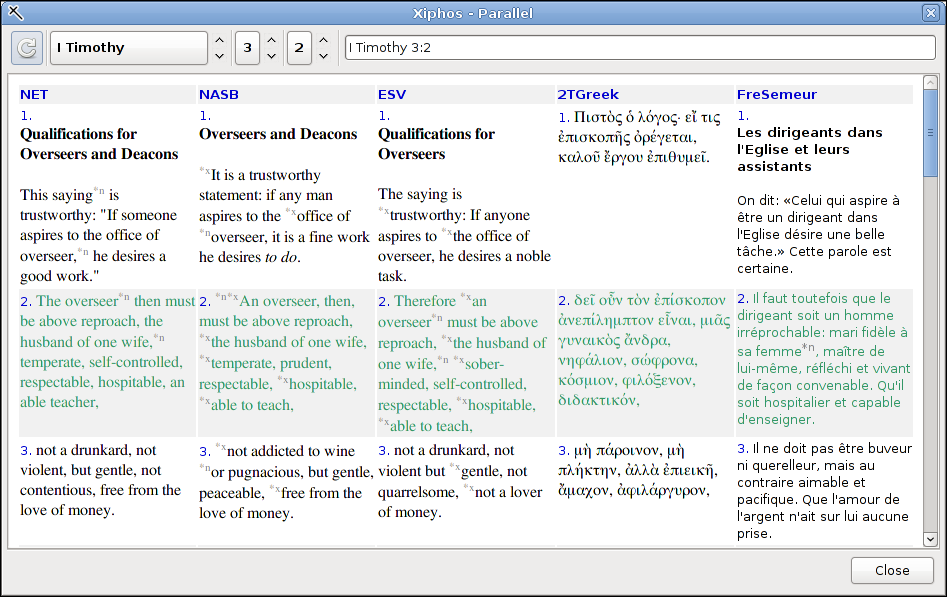 Xiphos - Parallel
I Timothy
3
2
I Timothy 3:2
NET
1.
Qualifications for
Overseers and Deacons
This saying*n is
trustworthy: "If someone
aspires to the office of
overseer,*n he desires a
good work."
2. The overseer*n then must
be above reproach, the
husband of one wife,*n
temperate, self-controlled,
respectable, hospitable, an
able teacher,
3. not a drunkard, not
violent, but gentle, not
contentious, free from the
love of money.
NASB
1.
Overseers and Deacons
*xIt is a trustworthy
statement: if any man
aspires to the *xoffice of
*noverseer, it is a fine work
he desires to do.
2. *n*xAn overseer, then,
must be above reproach,
*xthe husband of one wife,
*xtemperate, prudent,
respectable, *xhospitable,
*xable to teach,
3. *xnot addicted to wine
*nor pugnacious, but gentle,
peaceable, *xfree from the
love of money.
ESV
1.
Qualifications for
Overseers
The saying is
*xtrustworthy: If anyone
aspires to *xthe office of
overseer, he desires a noble
task.
2. Therefore *xan
overseer*n must be above
reproach, *xthe husband of
one wife,*n *xsober-
minded, self-controlled,
respectable, *xhospitable,
*xable to teach,
3. not a drunkard, not
violent but *xgentle, not
quarrelsome, *xnot a lover
of money.
2TGreek
1. Πιστὸς ὁ λόγος· εἴ τις
ἐπισκοπῆς ὀρέγεται,
καλοῦ ἔργου ἐπιθυμεῖ.
2. δεῖ οὖν τὸν ἐπίσκοπον
ἀνεπίλημπτον εἶναι, μιᾶς
γυναικὸς ἄνδρα,
νηφάλιον, σώφρονα,
κόσμιον, φιλόξενον,
διδακτικόν,
3. μὴ πάροινον, μὴ
πλήκτην, ἀλλὰ ἐπιεικῆ,
ἄμαχον, ἀφιλάργυρον,
FreSemeur
1.
Les dirigeants dans
l'Eglise et leurs
assistants
On dit: «Celui qui aspire à
être un dirigeant dans
l'Eglise désire une belle
tâche.» Cette parole est
certaine.
2. Il faut toutefois que le
dirigeant soit un homme
irréprochable: mari fidèle à
sa femme*n, maître de
lui-même, réfléchi et vivant
de façon convenable. Qu'il
soit hospitalier et capable
d'enseigner.
3. Il ne doit pas être buveur
ni querelleur, mais au
contraire aimable et
pacifique. Que l'amour de
l'argent n'ait sur lui aucune
prise.
Close